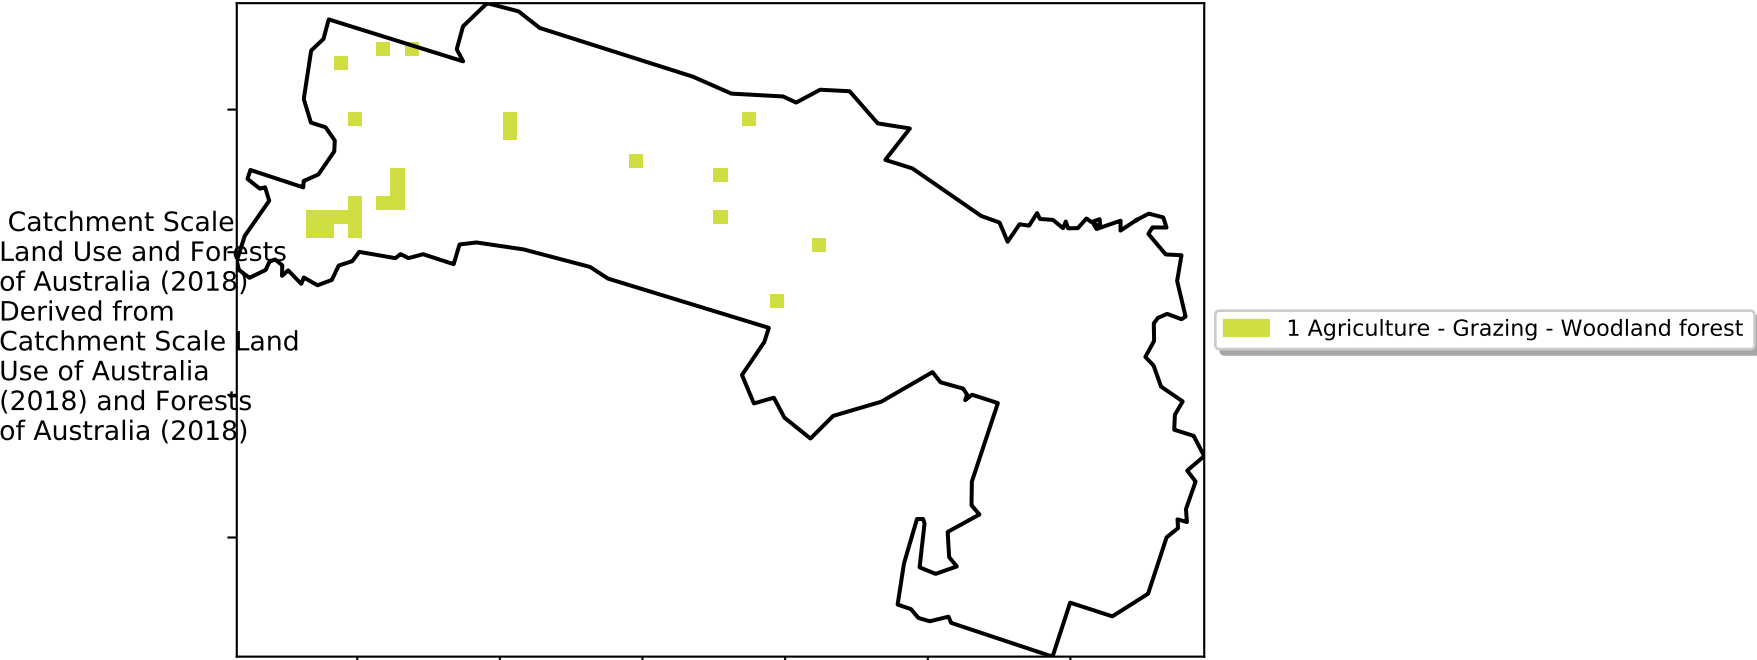 Catchment Scale
Land Use and Forests
of Australia (2018)
Derived from
Catchment Scale Land
Use of Australia
(2018) and Forests
of Australia (2018)
1 Agriculture - Grazing - Woodland forest